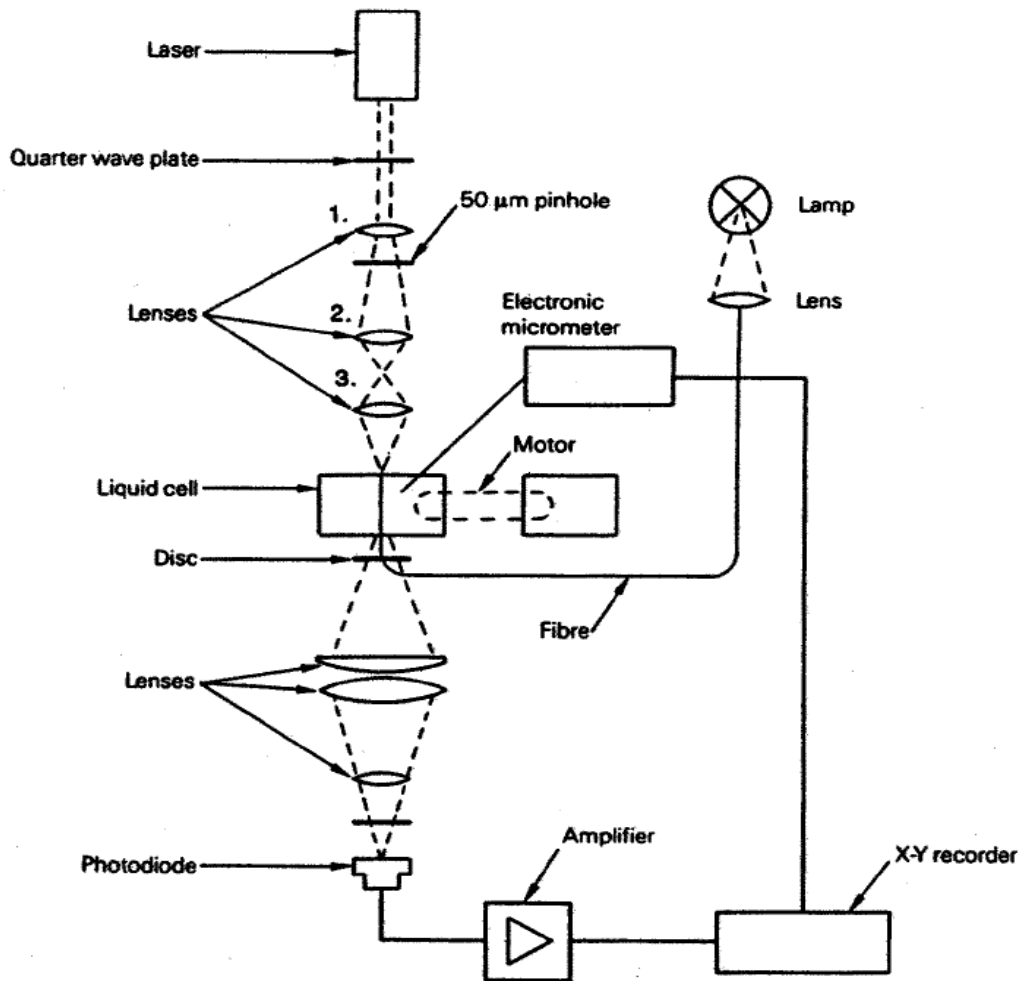 Laser
Quarter wave plate
50 μm pinhole
1.
Lamp
Lenses
2.
Electronic
micrometer
Lens
3.
Motor
Liquid cell
Disc
Fibre
Lenses
Photodiode
Amplifier
X-Y recorder